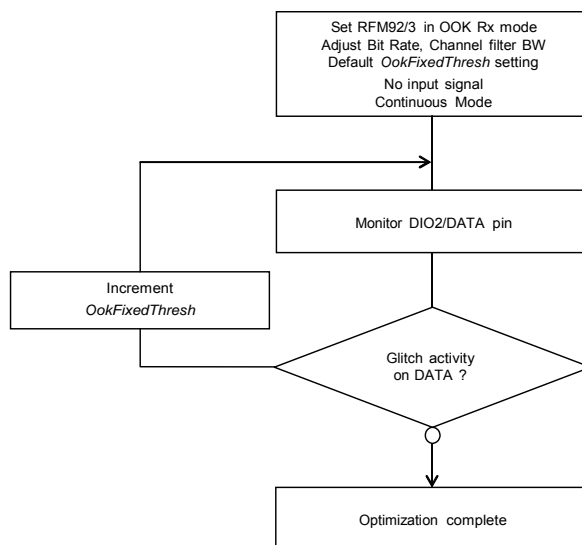 Set RFM92/3 in OOK Rx mode
Adjust Bit Rate, Channel filter BW
Default OokFixedThresh setting
No input signal
Continuous Mode
Monitor DIO2/DATA pin
Increment
OokFixedThresh
Glitch activity
on DATA ?
Optimization complete